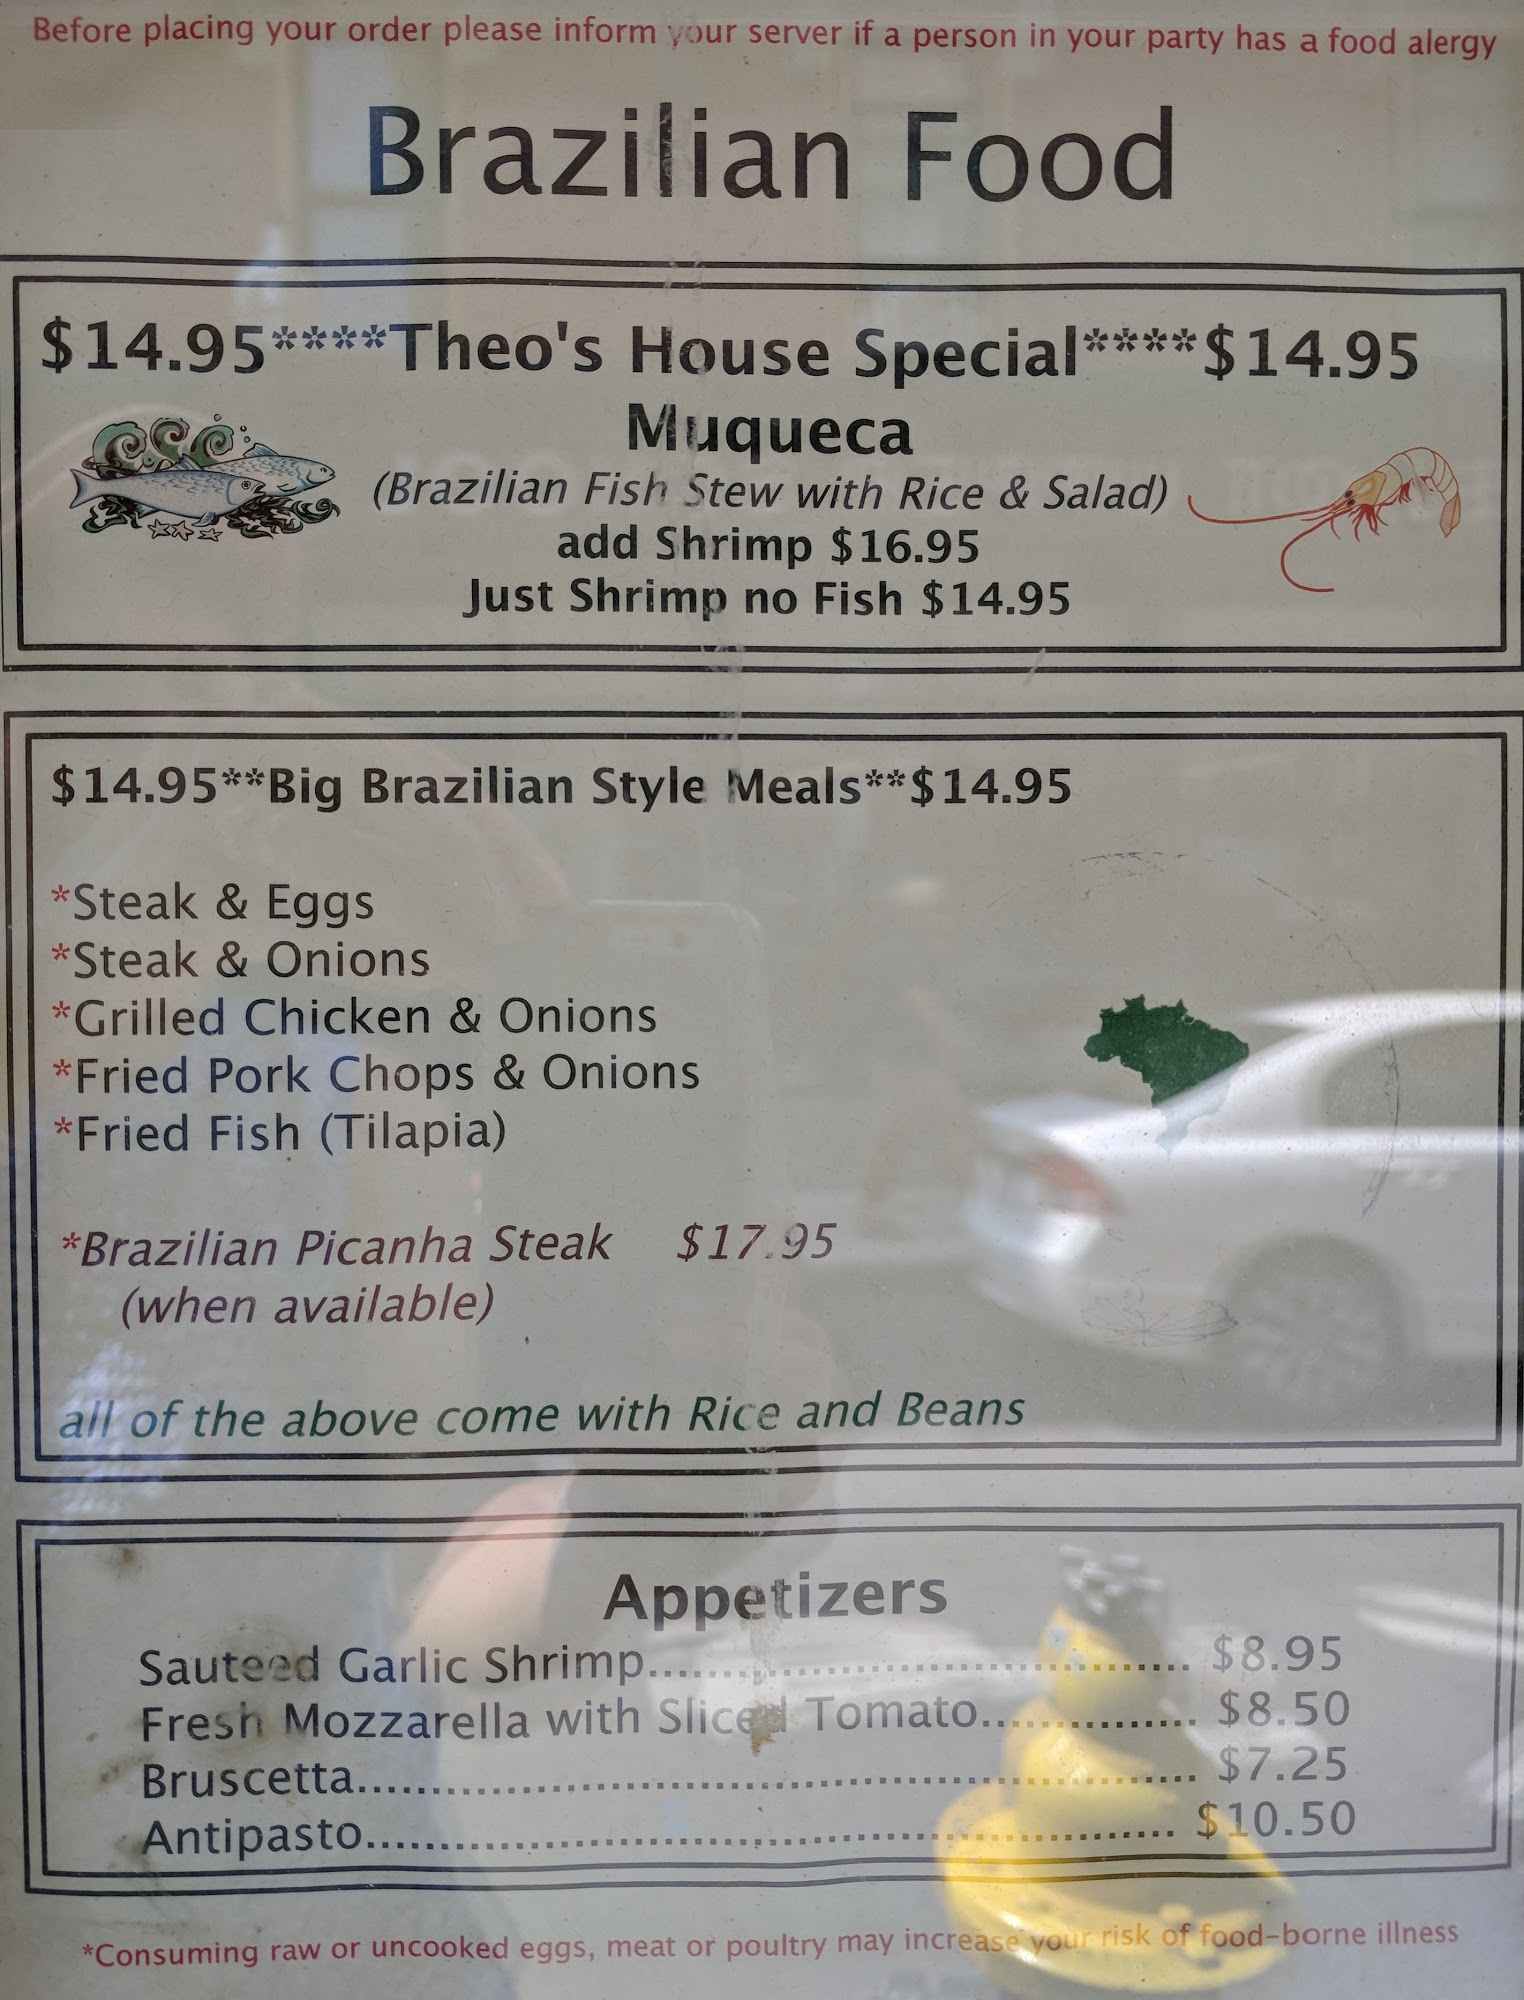 Before placing your order please inform your server if a person in your party has a food alergy
Brazilian Food
$14.95****Theo's House Special****$14.95
Muqueca
(Brazilian Fish Stew with Rice & Salad)
add Shrimp $16.95
Just Shrimp no Fish $14.95
$14.95**Big Brazilian Style Meals**$14.95
*Steak & Eggs
*Steak & Onions
*Grilled Chicken & Onions
*Fried Pork Chops & Onions
*Fried Fish (Tilapia)
*Brazilian Picanha Steak $17.95
(when available)
all of the above come with Rice and Beans
Appetizers
Sauteed Garlic Shrimp..................................... $8.95
Fresh Mozzarella with Sliced Tomato............... $8.50
Bruscetta......................................................... $7.25
Antipasto....................................................... $10.50
*Consuming raw or uncooked eggs, meat or poultry may increase your risk of food-borne illness